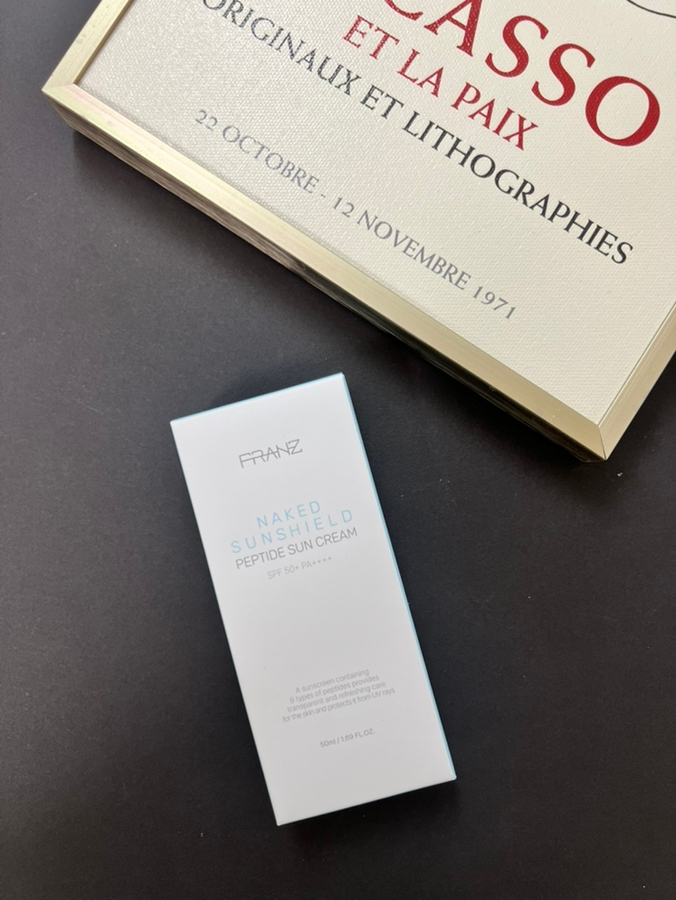 CASSO
ET LA PAIX
ORIGINAUX ET LITHOGRAPHIES
22 OCTOBRE - 12 NOVEMBRE 1971
FRANZ
NAKED
SUNSHIELD
PEPTIDE SUN CREAM
SPF 50+ PA++++
A sunscreen containing
9 types of peptides provides
transparent and refreshing care
for the skin and protects it from UV rays
50ml / 1.69 FL.OZ.